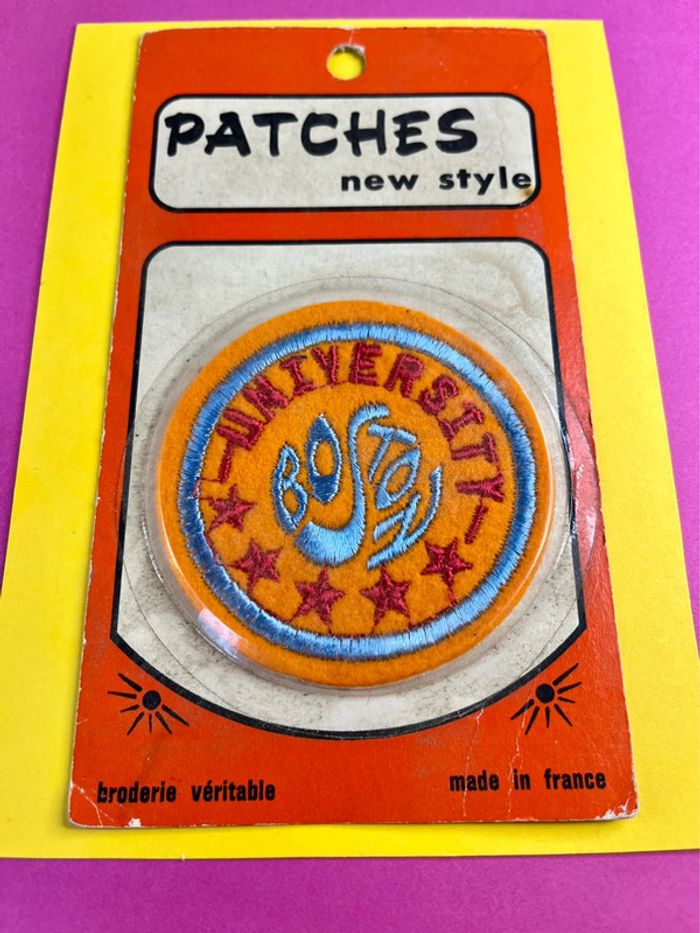 PATCHES
new style
UNIVERSITY
BOSTON
broderie véritable
made in france